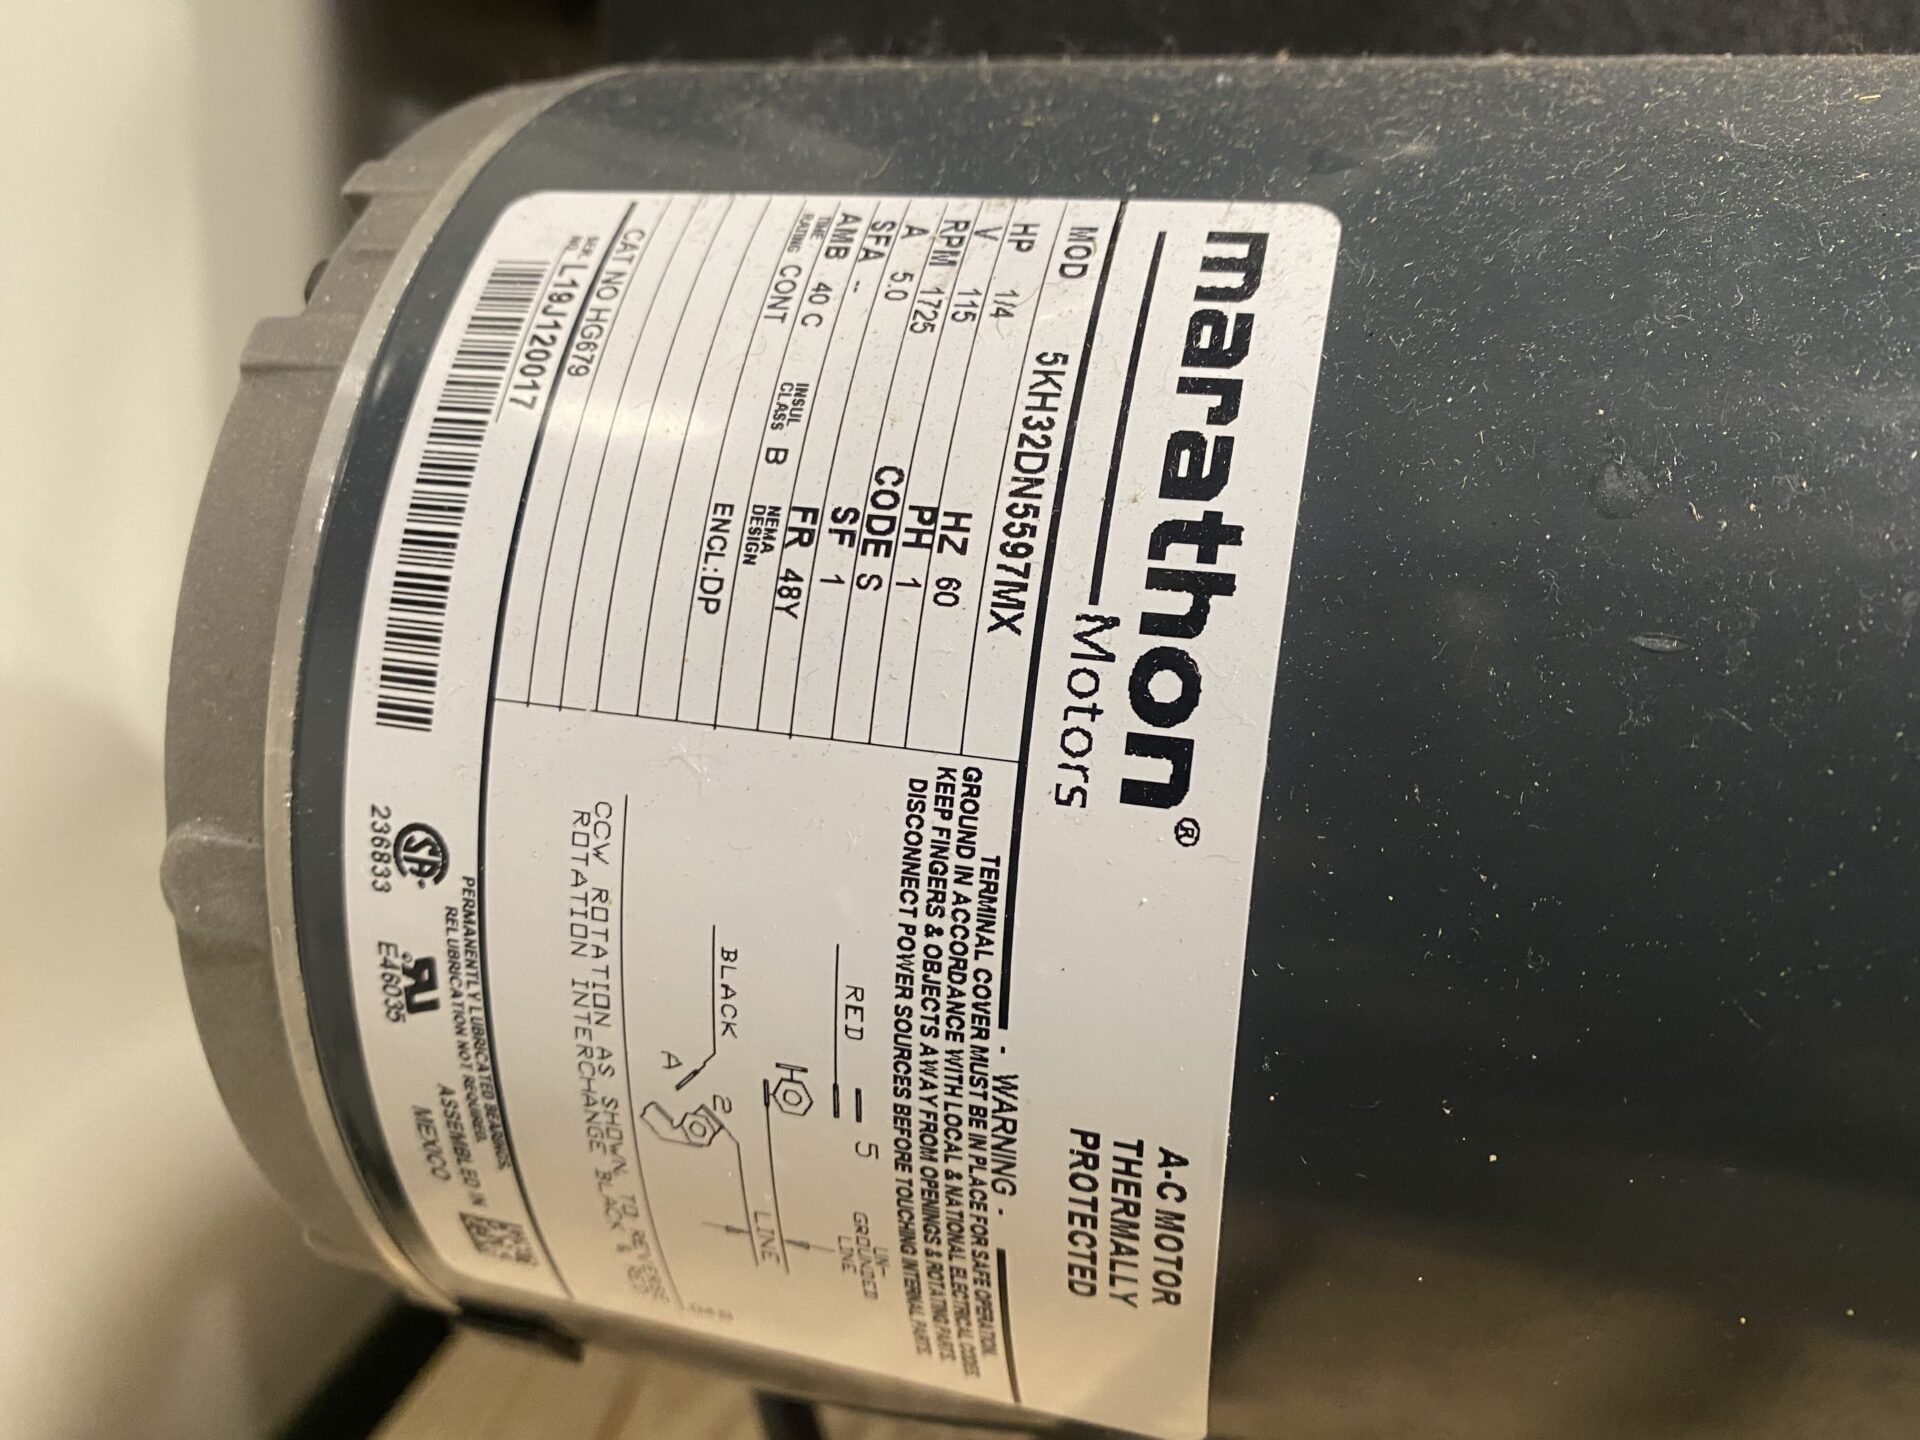 marathon®
Motors
A-C MOTOR
THERMALLY
PROTECTED
MOD 5KH32DN5597MX
HP 1/4
V 115 HZ 60
RPM 1725 PH 1
A 5.0 CODE S
SFA -- SF 1
AMB 40 C FR 48Y
TIME RATING CONT INSUL CLASS B NEMA DESIGN
ENCL:DP
CAT NO HG679
SER. NO. L19J120017
- WARNING -
TERMINAL COVER MUST BE IN PLACE FOR SAFE OPERATION.
GROUND IN ACCORDANCE WITH LOCAL & NATIONAL ELECTRICAL CODES.
KEEP FINGERS & OBJECTS AWAY FROM OPENINGS & ROTATING PARTS.
DISCONNECT POWER SOURCES BEFORE TOUCHING INTERNAL PARTS.
RED 5 UN-
GROUNDED
LINE
BLACK 2 LINE
A
CCW ROTATION AS SHOWN, TO REVERSE
ROTATION INTERCHANGE BLACK & RED
PERMANENTLY LUBRICATED BEARINGS.
RELUBRICATION NOT REQUIRED.
ASSEMBLED IN
MEXICO
236833 E46035